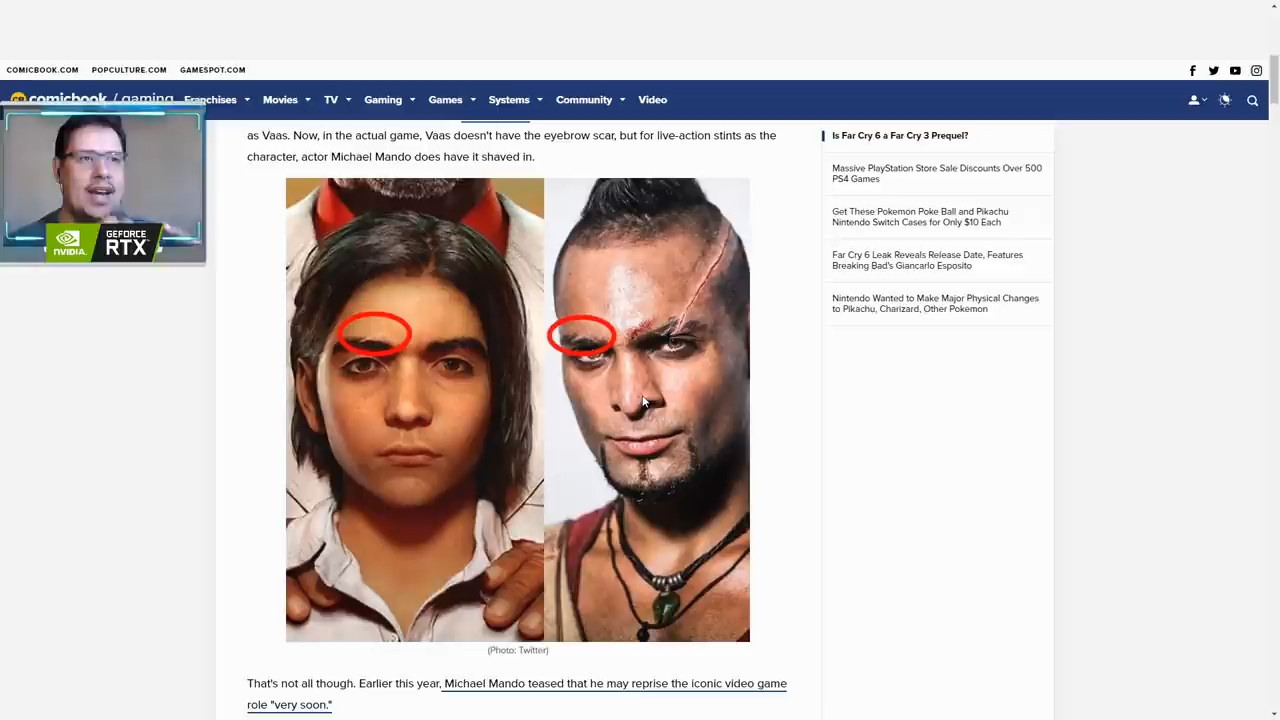 COMICBOOK.COM POPCULTURE.COM GAMESPOT.COM
comicbook / gaming Franchises Movies TV Gaming Games Systems Community Video
as Vaas. Now, in the actual game, Vaas doesn't have the eyebrow scar, but for live-action stints as the
character, actor Michael Mando does have it shaved in.
(Photo: Twitter)
That's not all though. Earlier this year, Michael Mando teased that he may reprise the iconic video game
role "very soon."
Is Far Cry 6 a Far Cry 3 Prequel?
Massive PlayStation Store Sale Discounts Over 500
PS4 Games
Get These Pokemon Poke Ball and Pikachu
Nintendo Switch Cases for Only $10 Each
Far Cry 6 Leak Reveals Release Date, Features
Breaking Bad's Giancarlo Esposito
Nintendo Wanted to Make Major Physical Changes
to Pikachu, Charizard, Other Pokemon
NVIDIA. GEFORCE
RTX